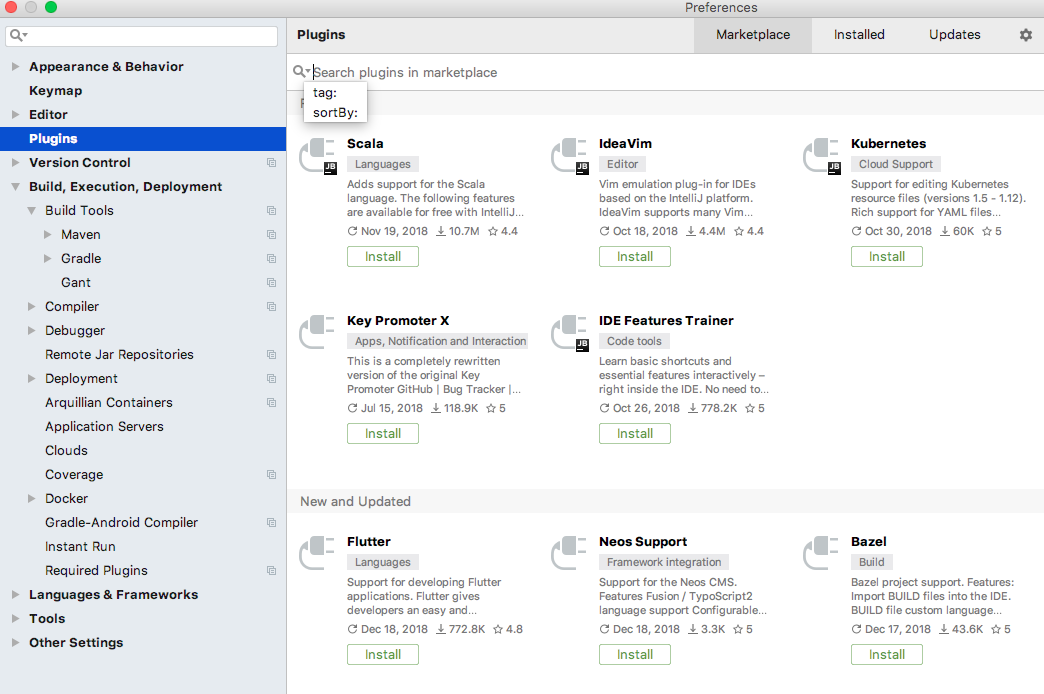 Preferences
Appearance & Behavior
Keymap
Editor
Plugins
Version Control
Build, Execution, Deployment
Build Tools
Maven
Gradle
Gant
Compiler
Debugger
Remote Jar Repositories
Deployment
Arquillian Containers
Application Servers
Clouds
Coverage
Docker
Gradle-Android Compiler
Instant Run
Required Plugins
Languages & Frameworks
Tools
Other Settings
Plugins
Marketplace
Installed
Updates
Search plugins in marketplace
tag:
sortBy:
Scala
JB
Languages
Adds support for the Scala
language. The following features
are available for free with IntelliJ...
Nov 19, 2018 10.7M 4.4
Install
IdeaVim
JB
Editor
Vim emulation plug-in for IDEs
based on the IntelliJ platform.
IdeaVim supports many Vim...
Oct 18, 2018 4.4M 4.4
Install
Kubernetes
JB
Cloud Support
Support for editing Kubernetes
resource files (versions 1.5 - 1.12).
Rich support for YAML files...
Oct 30, 2018 60K 5
Install
Key Promoter X
Apps, Notification and Interaction
This is a completely rewritten
version of the original Key
Promoter GitHub | Bug Tracker |...
Jul 15, 2018 118.9K 5
Install
IDE Features Trainer
JB
Code tools
Learn basic shortcuts and
essential features interactively –
right inside the IDE. No need to...
Oct 26, 2018 778.2K 5
Install
New and Updated
Flutter
Languages
Support for developing Flutter
applications. Flutter gives
developers an easy and...
Dec 18, 2018 772.8K 4.8
Install
Neos Support
Framework integration
Support for the Neos CMS.
Features Fusion / TypoScript2
language support Configurable...
Dec 18, 2018 3.3K 5
Install
Bazel
Build
Bazel project support. Features:
Import BUILD files into the IDE.
BUILD file custom language...
Dec 17, 2018 43.6K 5
Install